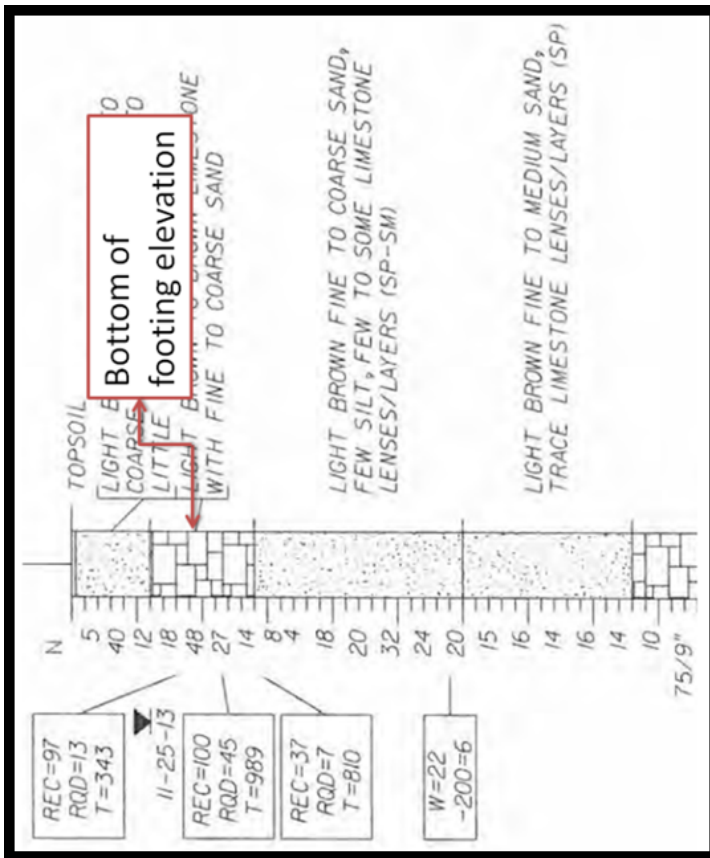 TOPSOIL
LIGHT B
COARSE
LITTLE
LIGHT BROWN TO BROWN LIMESTONE
WITH FINE TO COARSE SAND
Bottom of
footing elevation
LIGHT BROWN FINE TO COARSE SAND,
FEW SILT, FEW TO SOME LIMESTONE
LENSES/LAYERS (SP-SM)
LIGHT BROWN FINE TO MEDIUM SAND,
TRACE LIMESTONE LENSES/LAYERS (SP)
N
5
40
12
18
48
27
14
8
4
18
20
32
24
20
15
16
14
16
14
10
75/9"
REC=97
RQD=13
T=343
11-25-13
REC=100
RQD=45
T=989
REC=37
RQD=7
T=810
W=22
-200=6